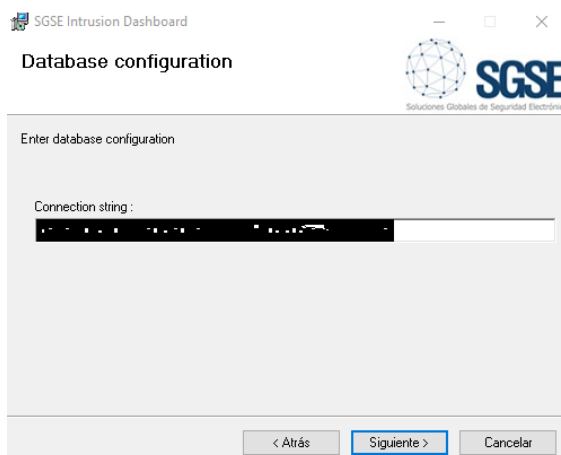 SGSE Intrusion Dashboard
Database configuration
SGSE
Soluciones Globales de Seguridad Electróni
Enter database configuration
Connection string :
< Atrás
Siguiente >
Cancelar